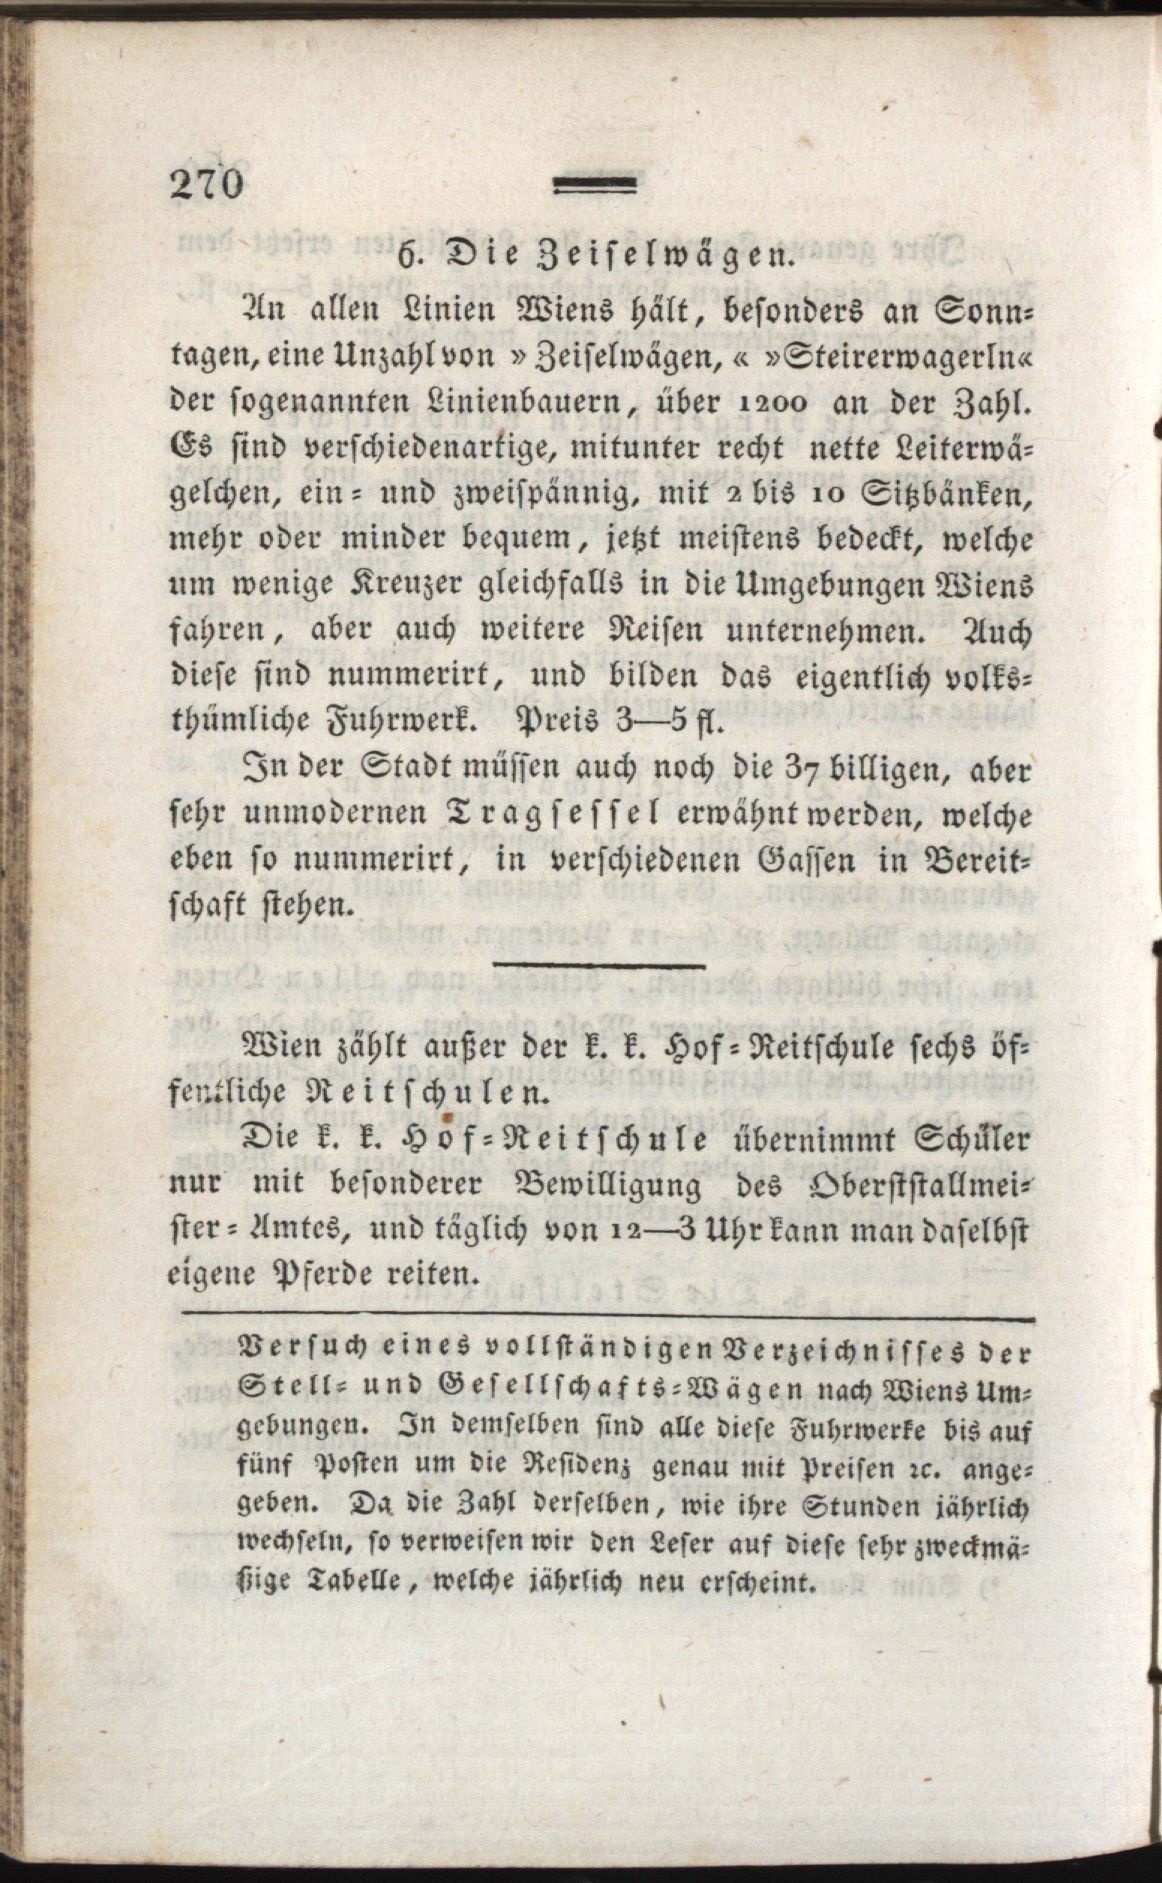 270
6. Die Zeiselwägen.
An allen Linien Wiens hält, besonders an Sonn-
tagen, eine Unzahl von »Zeiselwägen,« »Steirerwagerln«
der sogenannten Linienbauern, über 1200 an der Zahl.
Es sind verschiedenartige, mitunter recht nette Leiterwä-
gelchen, ein- und zweispännig, mit 2 bis 10 Sitzbänken,
mehr oder minder bequem, jetzt meistens bedeckt, welche
um wenige Kreuzer gleichfalls in die Umgebungen Wiens
fahren, aber auch weitere Reisen unternehmen. Auch
diese sind nummerirt, und bilden das eigentlich volks-
thümliche Fuhrwerk. Preis 3—5 fl.
In der Stadt müssen auch noch die 37 billigen, aber
sehr unmodernen Tragsessel erwähnt werden, welche
eben so nummerirt, in verschiedenen Gassen in Bereit-
schaft stehen.
Wien zählt außer der k. k. Hof-Reitschule sechs öf-
fentliche Reitschulen.
Die k. k. Hof-Reitschule übernimmt Schüler
nur mit besonderer Bewilligung des Oberststallmei-
ster-Amtes, und täglich von 12—3 Uhr kann man daselbst
eigene Pferde reiten.
Versuch eines vollständigen Verzeichnisses der
Stell- und Gesellschafts-Wägen nach Wiens Um-
gebungen. In demselben sind alle diese Fuhrwerke bis auf
fünf Posten um die Residenz genau mit Preisen ꝛc. ange-
geben. Da die Zahl derselben, wie ihre Stunden jährlich
wechseln, so verweisen wir den Leser auf diese sehr zweckmä-
ßige Tabelle, welche jährlich neu erscheint.